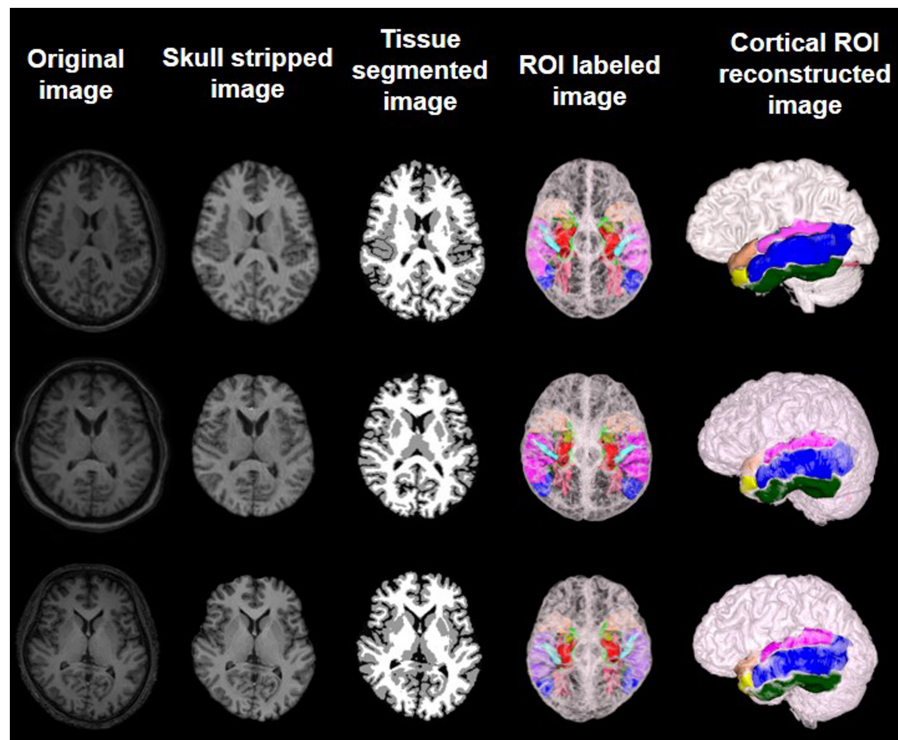 Original
image
Skull stripped
image
Tissue
segmented
image
ROI labeled
image
Cortical ROI
reconstructed
image